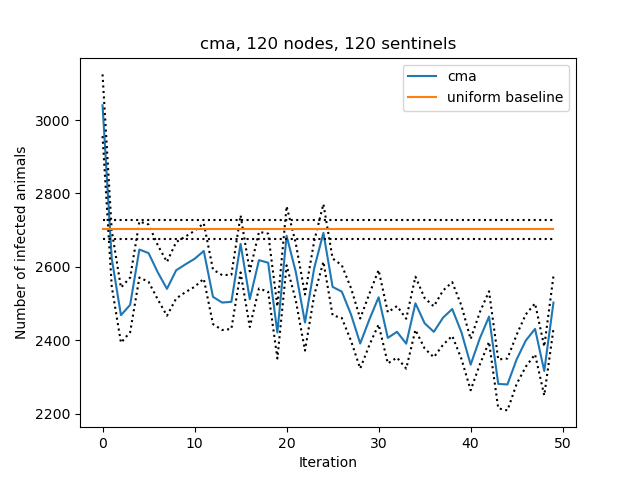 cma, 120 nodes, 120 sentinels
cma
uniform baseline
Number of infected animals
3000
2800
2600
2400
2200
0 10 20 30 40 50
Iteration